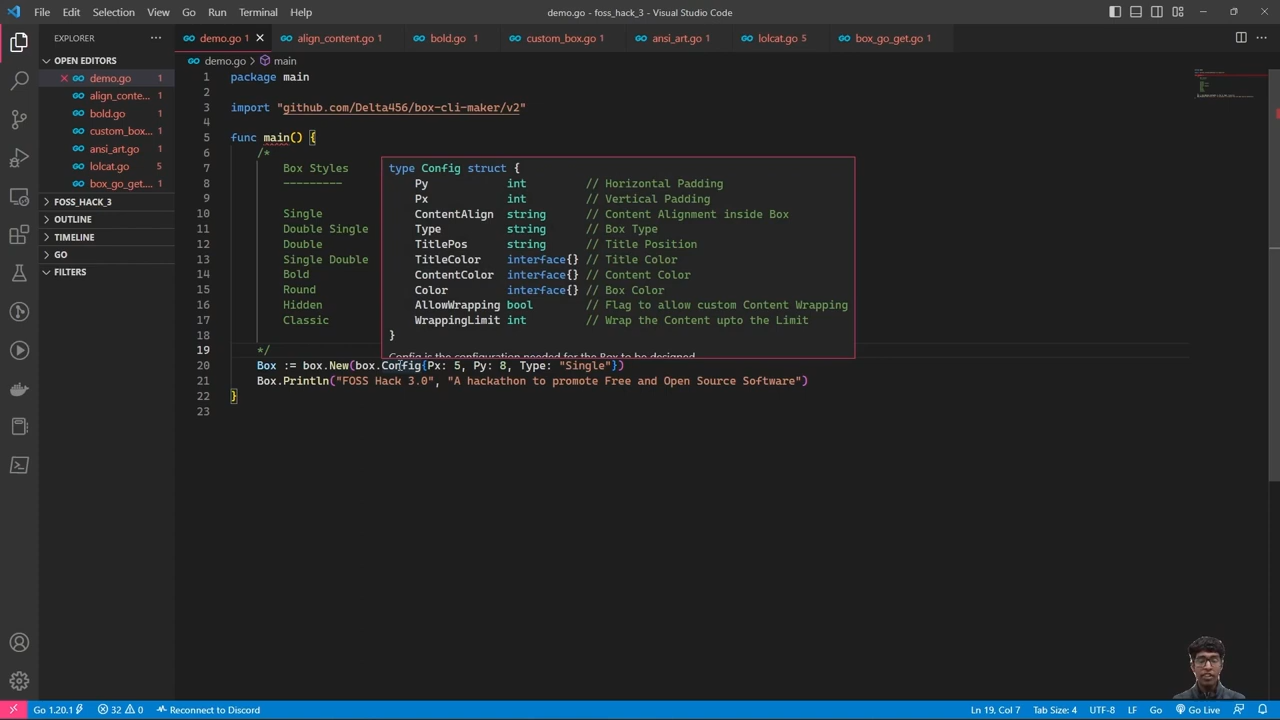 File Edit Selection View Go Run Terminal Help
demo.go - foss_hack_3 - Visual Studio Code
EXPLORER
demo.go 1
align_content.go 1
bold.go 1
custom_box.go 1
ansi_art.go 1
lolcat.go 5
box_go_get.go 1
OPEN EDITORS
demo.go 1
align_conte... 1
bold.go 1
custom_box... 1
ansi_art.go 1
lolcat.go 5
box_go_get.... 1
FOSS_HACK_3
OUTLINE
TIMELINE
GO
FILTERS
demo.go > main
1 package main
2
3 import "github.com/Delta456/box-cli-maker/v2"
4
5 func main() {
6 /*
7 Box Styles
8 ---------
9
10 Single
11 Double Single
12 Double
13 Single Double
14 Bold
15 Round
16 Hidden
17 Classic
18
19 */
20 Box := box.New(box.Config{Px: 5, Py: 8, Type: "Single"})
21 Box.Println("FOSS Hack 3.0", "A hackathon to promote Free and Open Source Software")
22 }
23
type Config struct {
Py int // Horizontal Padding
Px int // Vertical Padding
ContentAlign string // Content Alignment inside Box
Type string // Box Type
TitlePos string // Title Position
TitleColor interface{} // Title Color
ContentColor interface{} // Content Color
Color interface{} // Box Color
AllowWrapping bool // Flag to allow custom Content Wrapping
WrappingLimit int // Wrap the Content upto the Limit
}
Config is the configuration needed for the Box to be designed
Go 1.20.1 32 0 Reconnect to Discord
Ln 19, Col 7 Tab Size: 4 UTF-8 LF Go Go Live